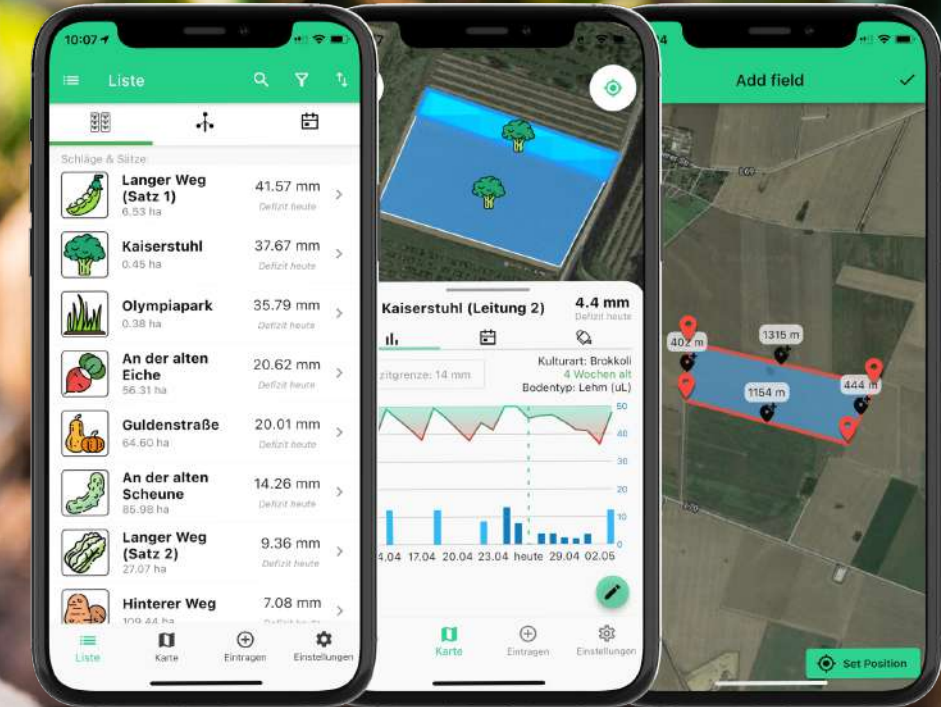 10:07
Liste
Schläge & Sätze
Langer Weg
(Satz 1)
6.53 ha
41.57 mm
Defizit heute
Kaiserstuhl
0.45 ha
37.67 mm
Defizit heute
Olympiapark
0.38 ha
35.79 mm
Defizit heute
An der alten
Eiche
56.31 ha
20.62 mm
Defizit heute
Guldenstraße
64.60 ha
20.01 mm
Defizit heute
An der alten
Scheune
85.98 ha
14.26 mm
Defizit heute
Langer Weg
(Satz 2)
27.07 ha
9.36 mm
Defizit heute
Hinterer Weg
109.44 ha
7.08 mm
Defizit heute
Liste
Karte
Eintragen
Einstellungen
Kaiserstuhl (Leitung 2)
4.4 mm
Defizit heute
zitgrenze: 14 mm
Kulturart: Brokkoli
4 Wochen alt
Bodentyp: Lehm (uL)
50
40
30
20
10
0
4.04 17.04 20.04 23.04 heute 29.04 02.05
Karte
Eintragen
Einstellungen
Add field
E69
402 m
1315 m
1154 m
444 m
E70
Set Position